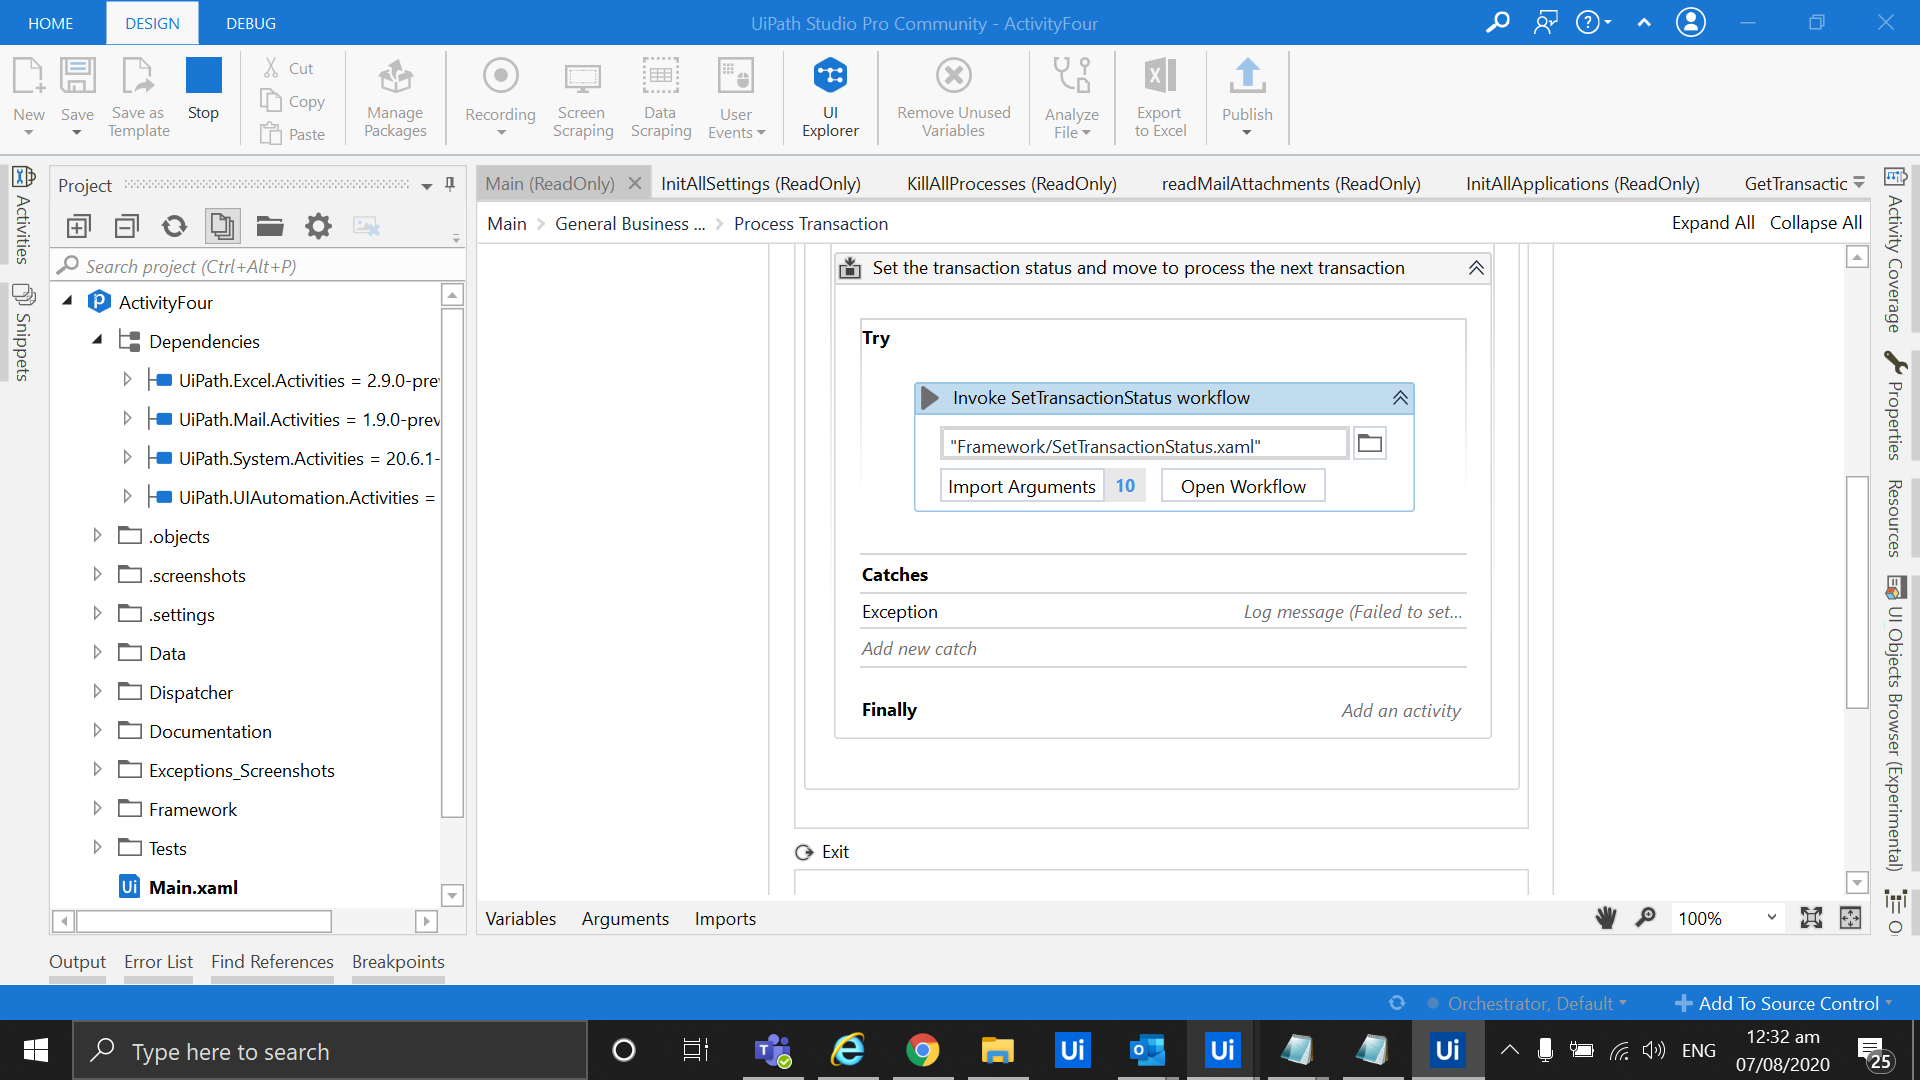 HOME
DESIGN
DEBUG
UiPath Studio Pro Community - ActivityFour
New
Save
Save as Template
Stop
Cut
Copy
Paste
Manage Packages
Recording
Screen Scraping
Data Scraping
User Events
UI Explorer
Remove Unused Variables
Analyze File
Export to Excel
Publish
Activities
Snippets
Project
Search project (Ctrl+Alt+P)
ActivityFour
Dependencies
UiPath.Excel.Activities = 2.9.0-prev
UiPath.Mail.Activities = 1.9.0-prev
UiPath.System.Activities = 20.6.1-
UiPath.UIAutomation.Activities =
.objects
.screenshots
.settings
Data
Dispatcher
Documentation
Exceptions_Screenshots
Framework
Tests
Main.xaml
Main (ReadOnly)
InitAllSettings (ReadOnly)
KillAllProcesses (ReadOnly)
readMailAttachments (ReadOnly)
InitAllApplications (ReadOnly)
GetTransactic
Main > General Business ... > Process Transaction
Expand All
Collapse All
Set the transaction status and move to process the next transaction
Try
Invoke SetTransactionStatus workflow
"Framework/SetTransactionStatus.xaml"
Import Arguments 10
Open Workflow
Catches
Exception
Log message (Failed to set...
Add new catch
Finally
Add an activity
Exit
Variables
Arguments
Imports
100%
Activity Coverage
Properties
Resources
UI Objects Browser (Experimental)
O
Output
Error List
Find References
Breakpoints
Orchestrator, Default
Add To Source Control
Type here to search
ENG
12:32 am
07/08/2020
25